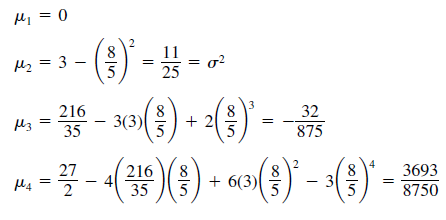 μ₁ = 0
μ₂ = 3 − (8/5)² = 11/25 = σ²
μ₃ = 216/35 − 3(3)(8/5) + 2(8/5)³ = −32/875
μ₄ = 27/2 − 4(216/35)(8/5) + 6(3)(8/5)² − 3(8/5)⁴ = 3693/8750